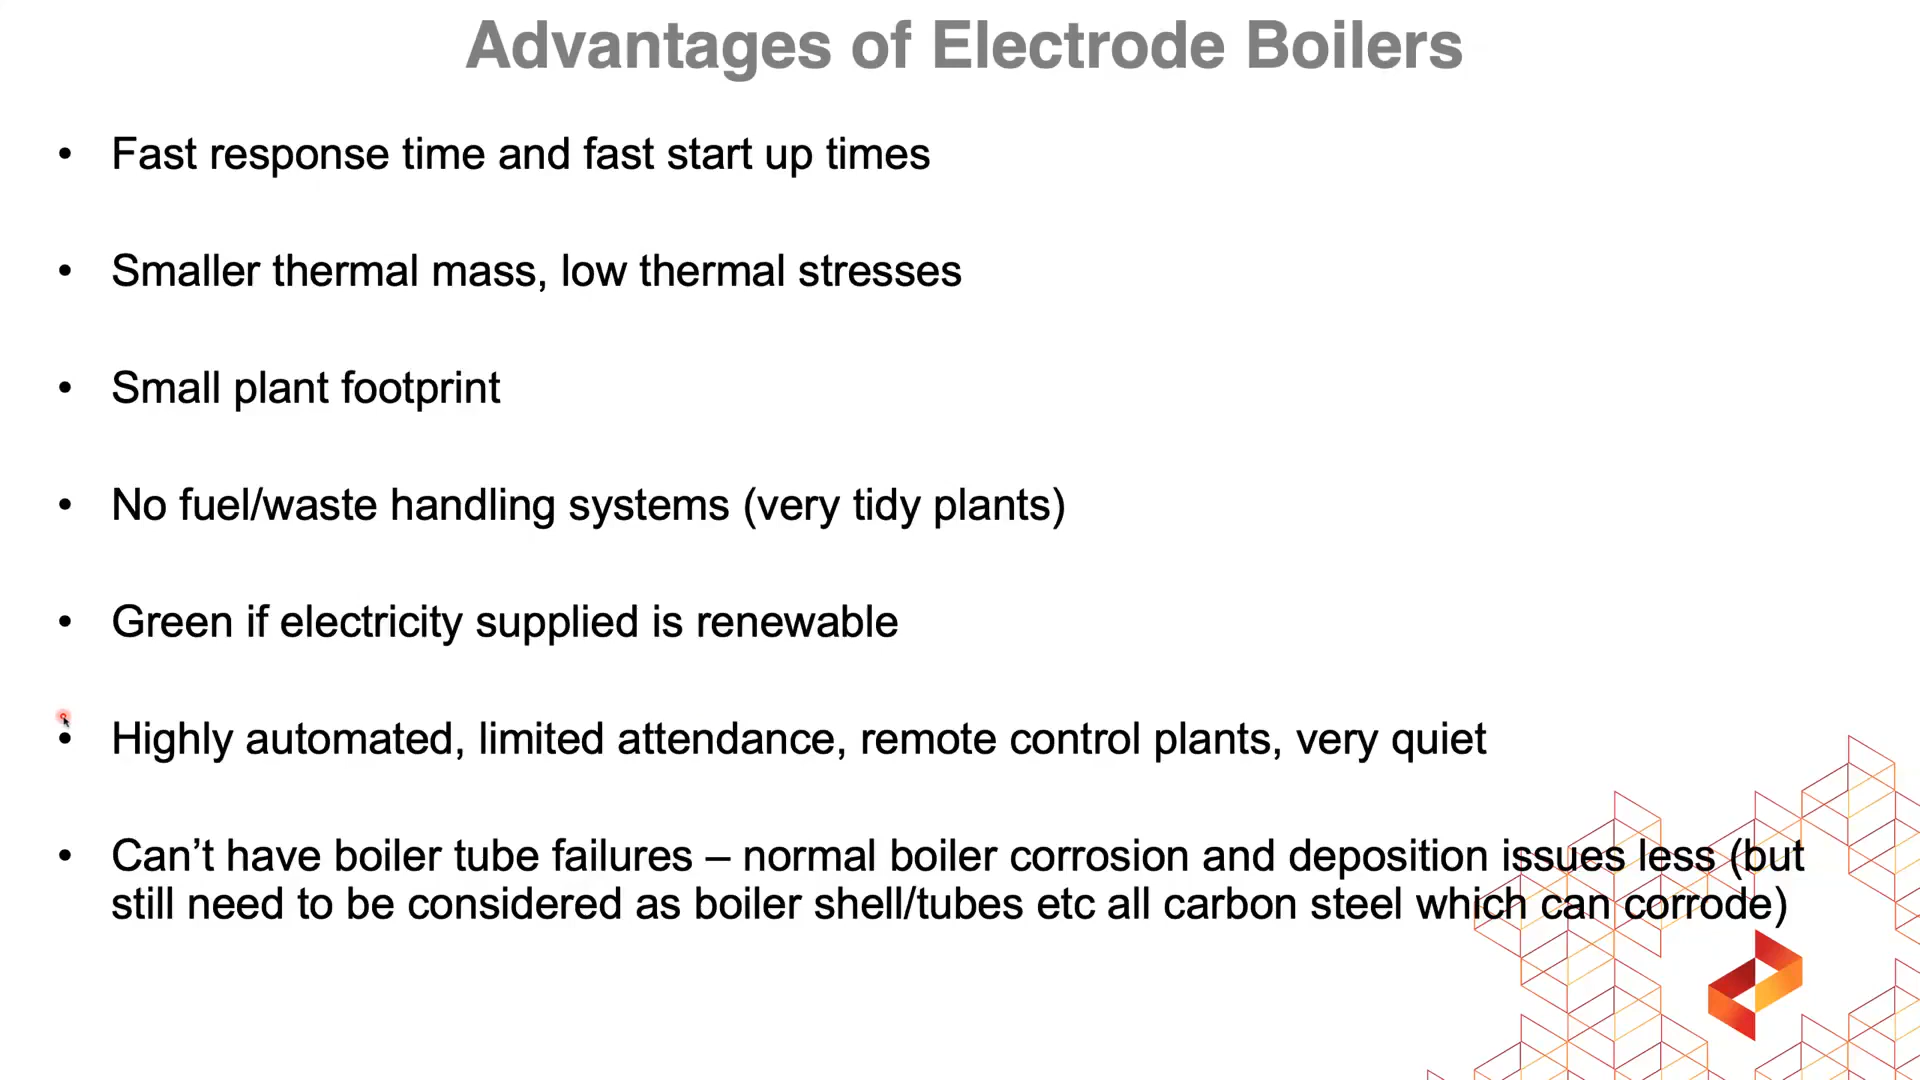 Advantages of Electrode Boilers
• Fast response time and fast start up times
• Smaller thermal mass, low thermal stresses
• Small plant footprint
• No fuel/waste handling systems (very tidy plants)
• Green if electricity supplied is renewable
• Highly automated, limited attendance, remote control plants, very quiet
• Can’t have boiler tube failures – normal boiler corrosion and deposition issues less (but
still need to be considered as boiler shell/tubes etc all carbon steel which can corrode)